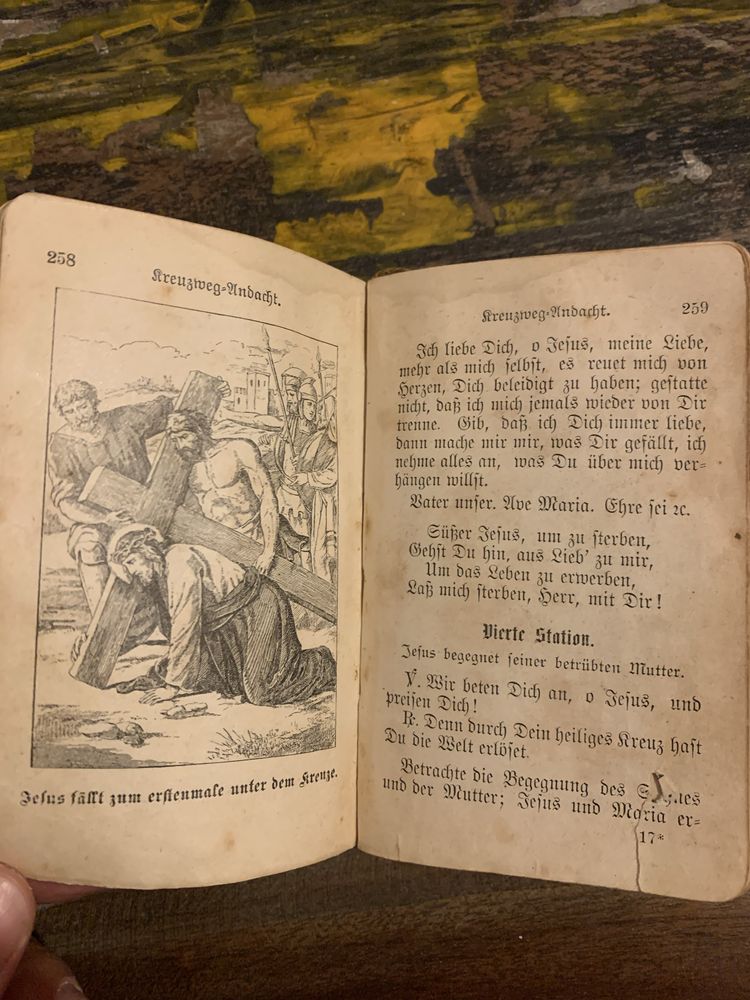 258
Kreuzweg-Andacht.
Jesus fällt zum erstenmale unter dem Kreuze.
Kreuzweg-Andacht. 259
Ich liebe Dich, o Jesus, meine Liebe,
mehr als mich selbst, es reuet mich von
Herzen, Dich beleidigt zu haben; gestatte
nicht, daß ich mich jemals wieder von Dir
trenne. Gib, daß ich Dich immer liebe,
dann mache mir mir, was Dir gefällt, ich
nehme alles an, was Du über mich ver-
hängen willst.
Vater unser. Ave Maria. Ehre sei ꝛc.
Süßer Jesus, um zu sterben,
Gehst Du hin, aus Lieb' zu mir,
Um das Leben zu erwerben,
Laß mich sterben, Herr, mit Dir!
Vierte Station.
Jesus begegnet seiner betrübten Mutter.
℣. Wir beten Dich an, o Jesus, und
preisen Dich!
℟. Denn durch Dein heiliges Kreuz hast
Du die Welt erlöset.
Betrachte die Begegnung des
und der Mutter; Jesus und Maria er-
17*